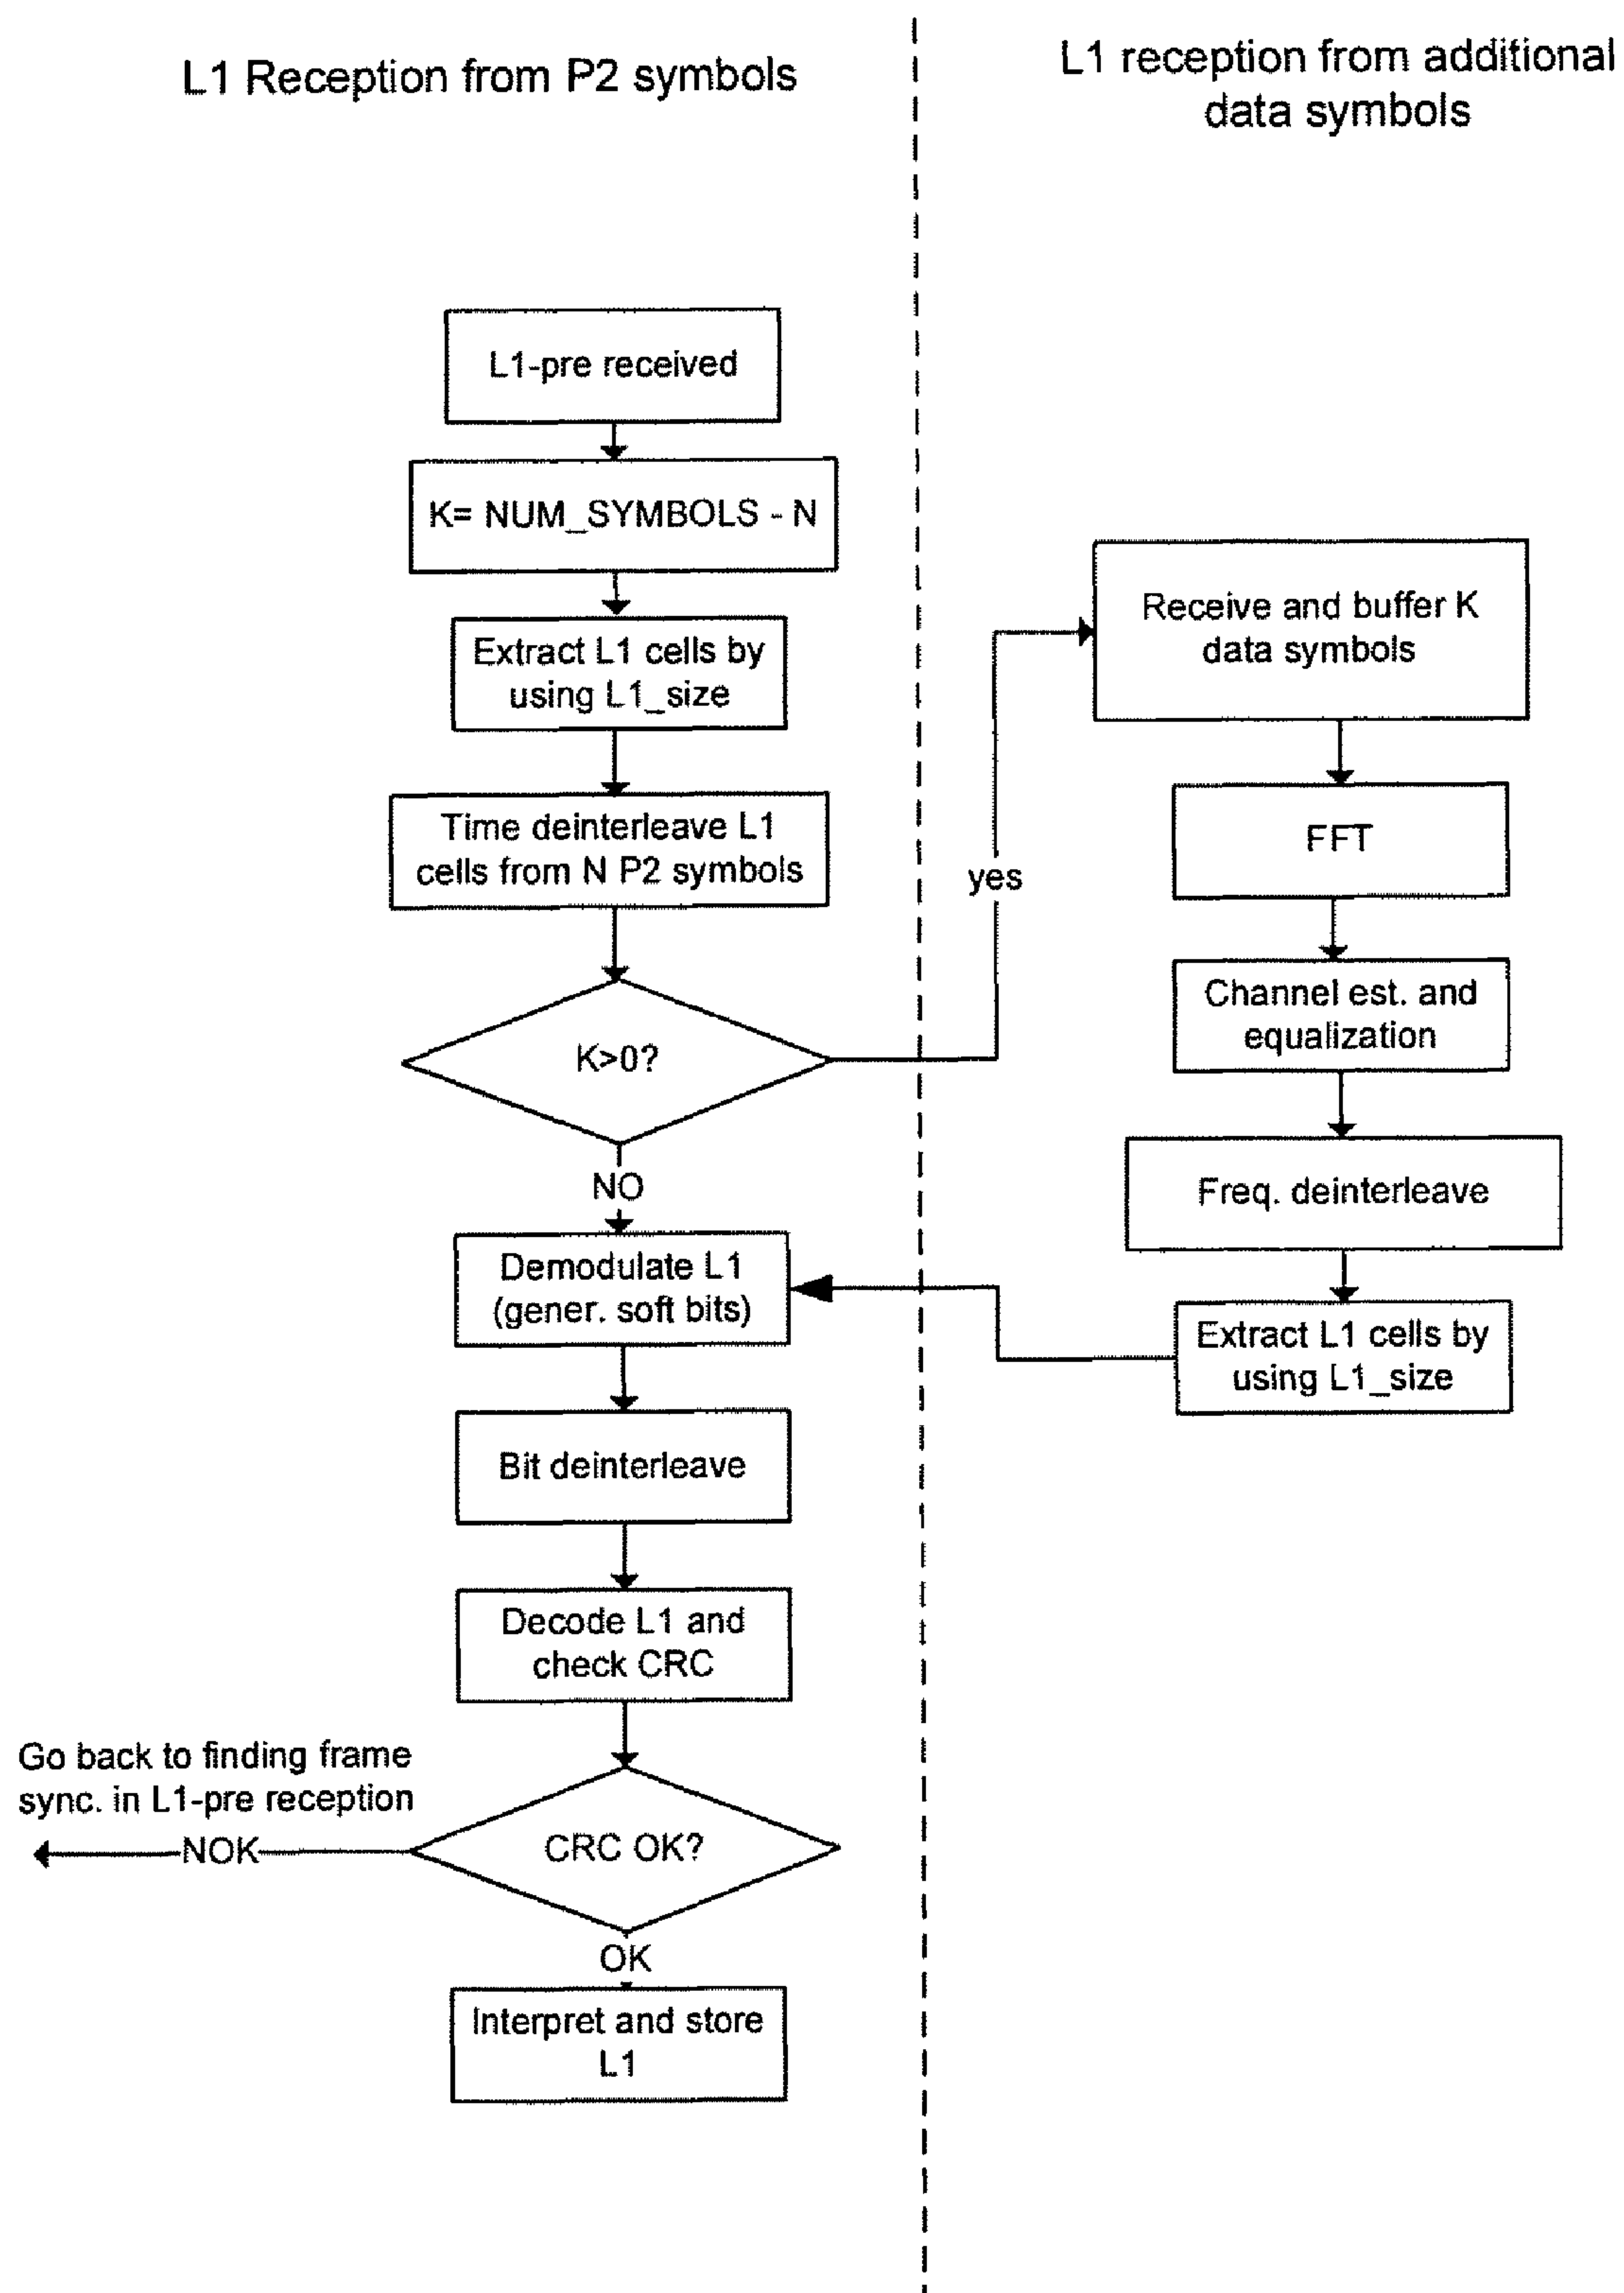 L1 Reception from P2 symbols
L1 reception from additional
data symbols
L1-pre received
K= NUM_SYMBOLS - N
Extract L1 cells by
using L1_size
Time deinterleave L1
cells from N P2 symbols
K>0?
yes
NO
Receive and buffer K
data symbols
FFT
Channel est. and
equalization
Freq. deinterleave
Extract L1 cells by
using L1_size
Demodulate L1
(gener. soft bits)
Bit deinterleave
Decode L1 and
check CRC
Go back to finding frame
sync. in L1-pre reception
NOK
CRC OK?
OK
Interpret and store
L1